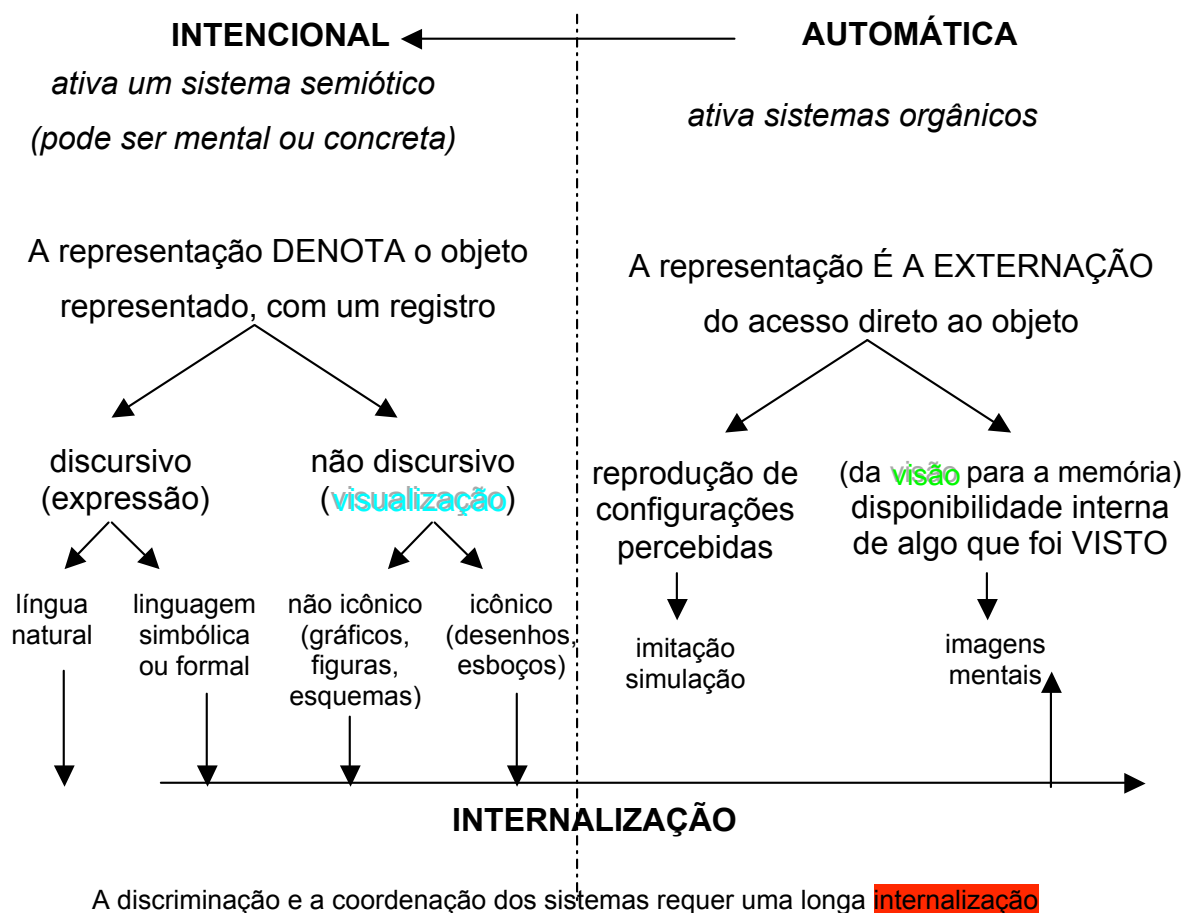 INTENCIONAL
ativa um sistema semiótico
(pode ser mental ou concreta)
AUTOMÁTICA
ativa sistemas orgânicos
A representação DENOTA o objeto
representado, com um registro
A representação É A EXTERNAÇÃO
do acesso direto ao objeto
discursivo
(expressão)
não discursivo
(visualização)
reprodução de
configurações
percebidas
(da visão para a memória)
disponibilidade interna
de algo que foi VISTO
língua
natural
linguagem
simbólica
ou formal
não icônico
(gráficos,
figuras,
esquemas)
icônico
(desenhos,
esboços)
imitação
simulação
imagens
mentais
INTERNALIZAÇÃO
A discriminação e a coordenação dos sistemas requer uma longa internalização